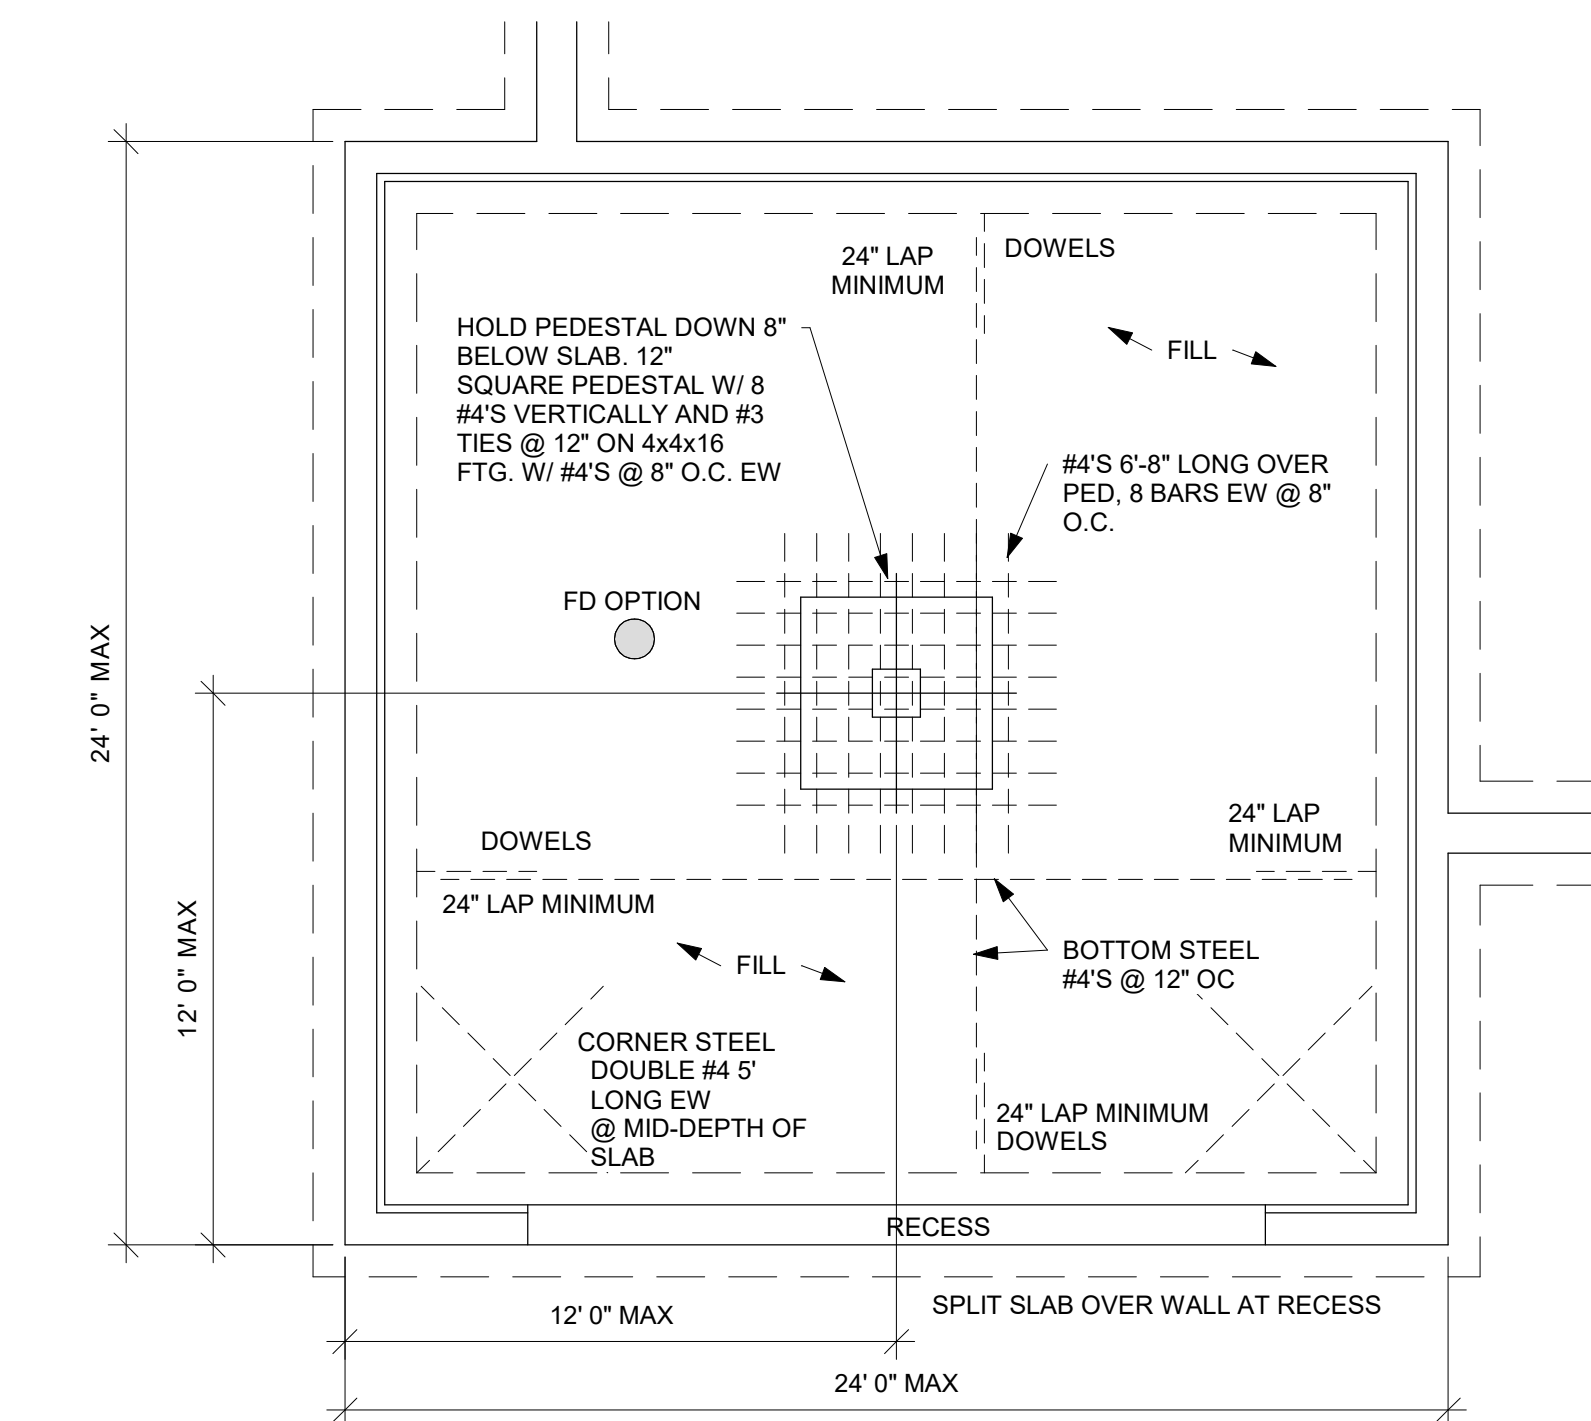 24" LAP
MINIMUM
DOWELS
HOLD PEDESTAL DOWN 8"
BELOW SLAB. 12"
SQUARE PEDESTAL W/ 8
#4'S VERTICALLY AND #3
TIES @ 12" ON 4x4x16
FTG. W/ #4'S @ 8" O.C. EW
FILL
#4'S 6'-8" LONG OVER
PED, 8 BARS EW @ 8"
O.C.
FD OPTION
24' 0" MAX
12' 0" MAX
DOWELS
24" LAP MINIMUM
24" LAP
MINIMUM
FILL
BOTTOM STEEL
#4'S @ 12" OC
CORNER STEEL
DOUBLE #4 5'
LONG EW
@ MID-DEPTH OF
SLAB
24" LAP MINIMUM
DOWELS
RECESS
SPLIT SLAB OVER WALL AT RECESS
12' 0" MAX
24' 0" MAX